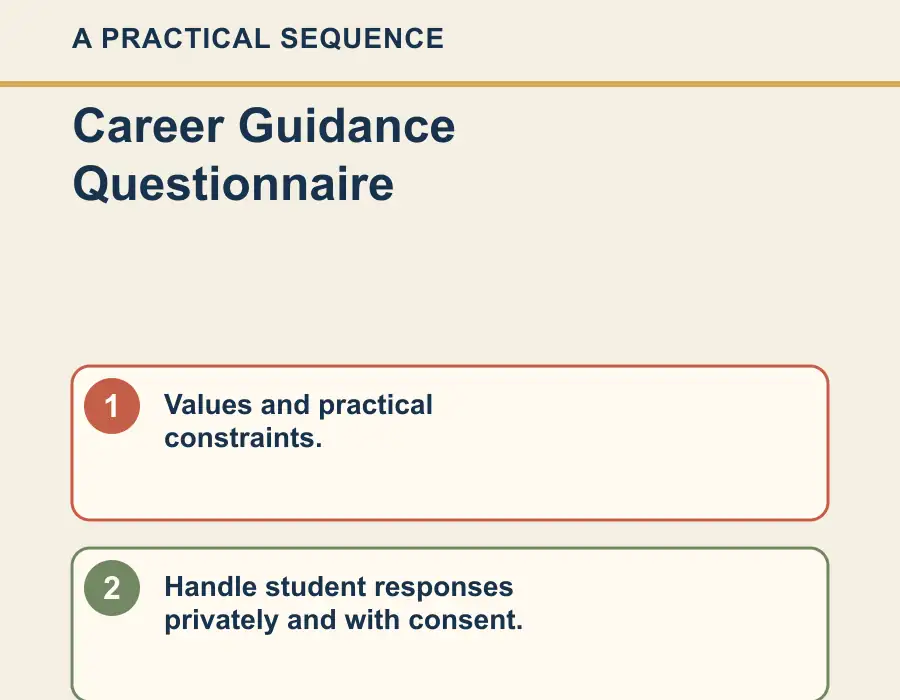 A PRACTICAL SEQUENCE
Career Guidance
Questionnaire
1
Values and practical
constraints.
2
Handle student responses
privately and with consent.